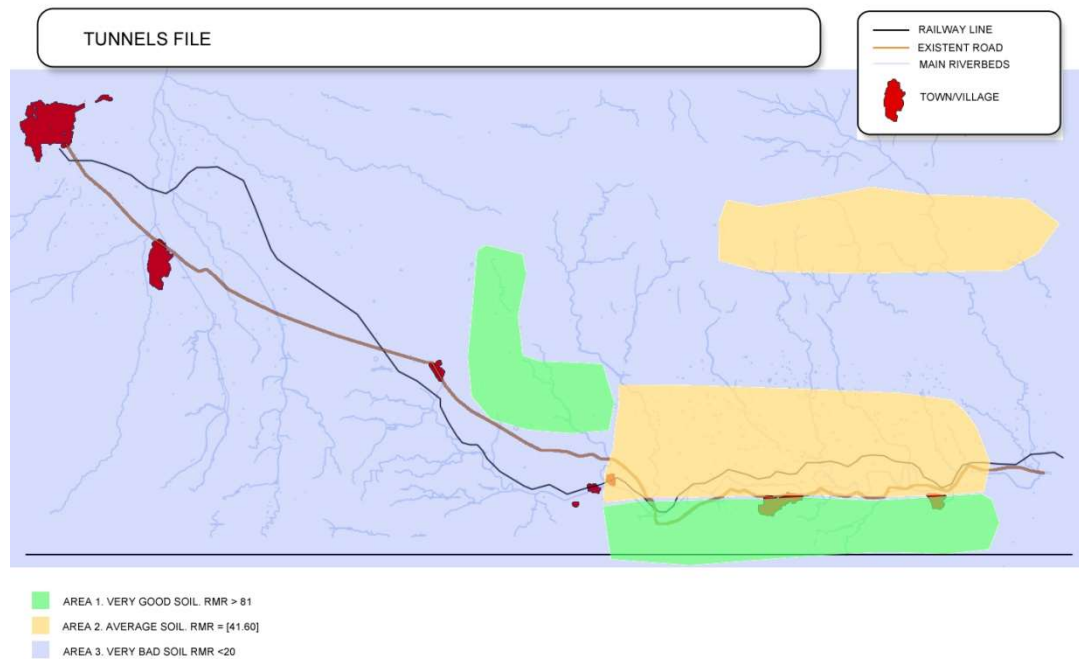 TUNNELS FILE
RAILWAY LINE
EXISTENT ROAD
MAIN RIVERBEDS
TOWN/VILLAGE
AREA 1. VERY GOOD SOIL. RMR > 81
AREA 2. AVERAGE SOIL. RMR = [41.60]
AREA 3. VERY BAD SOIL RMR <20